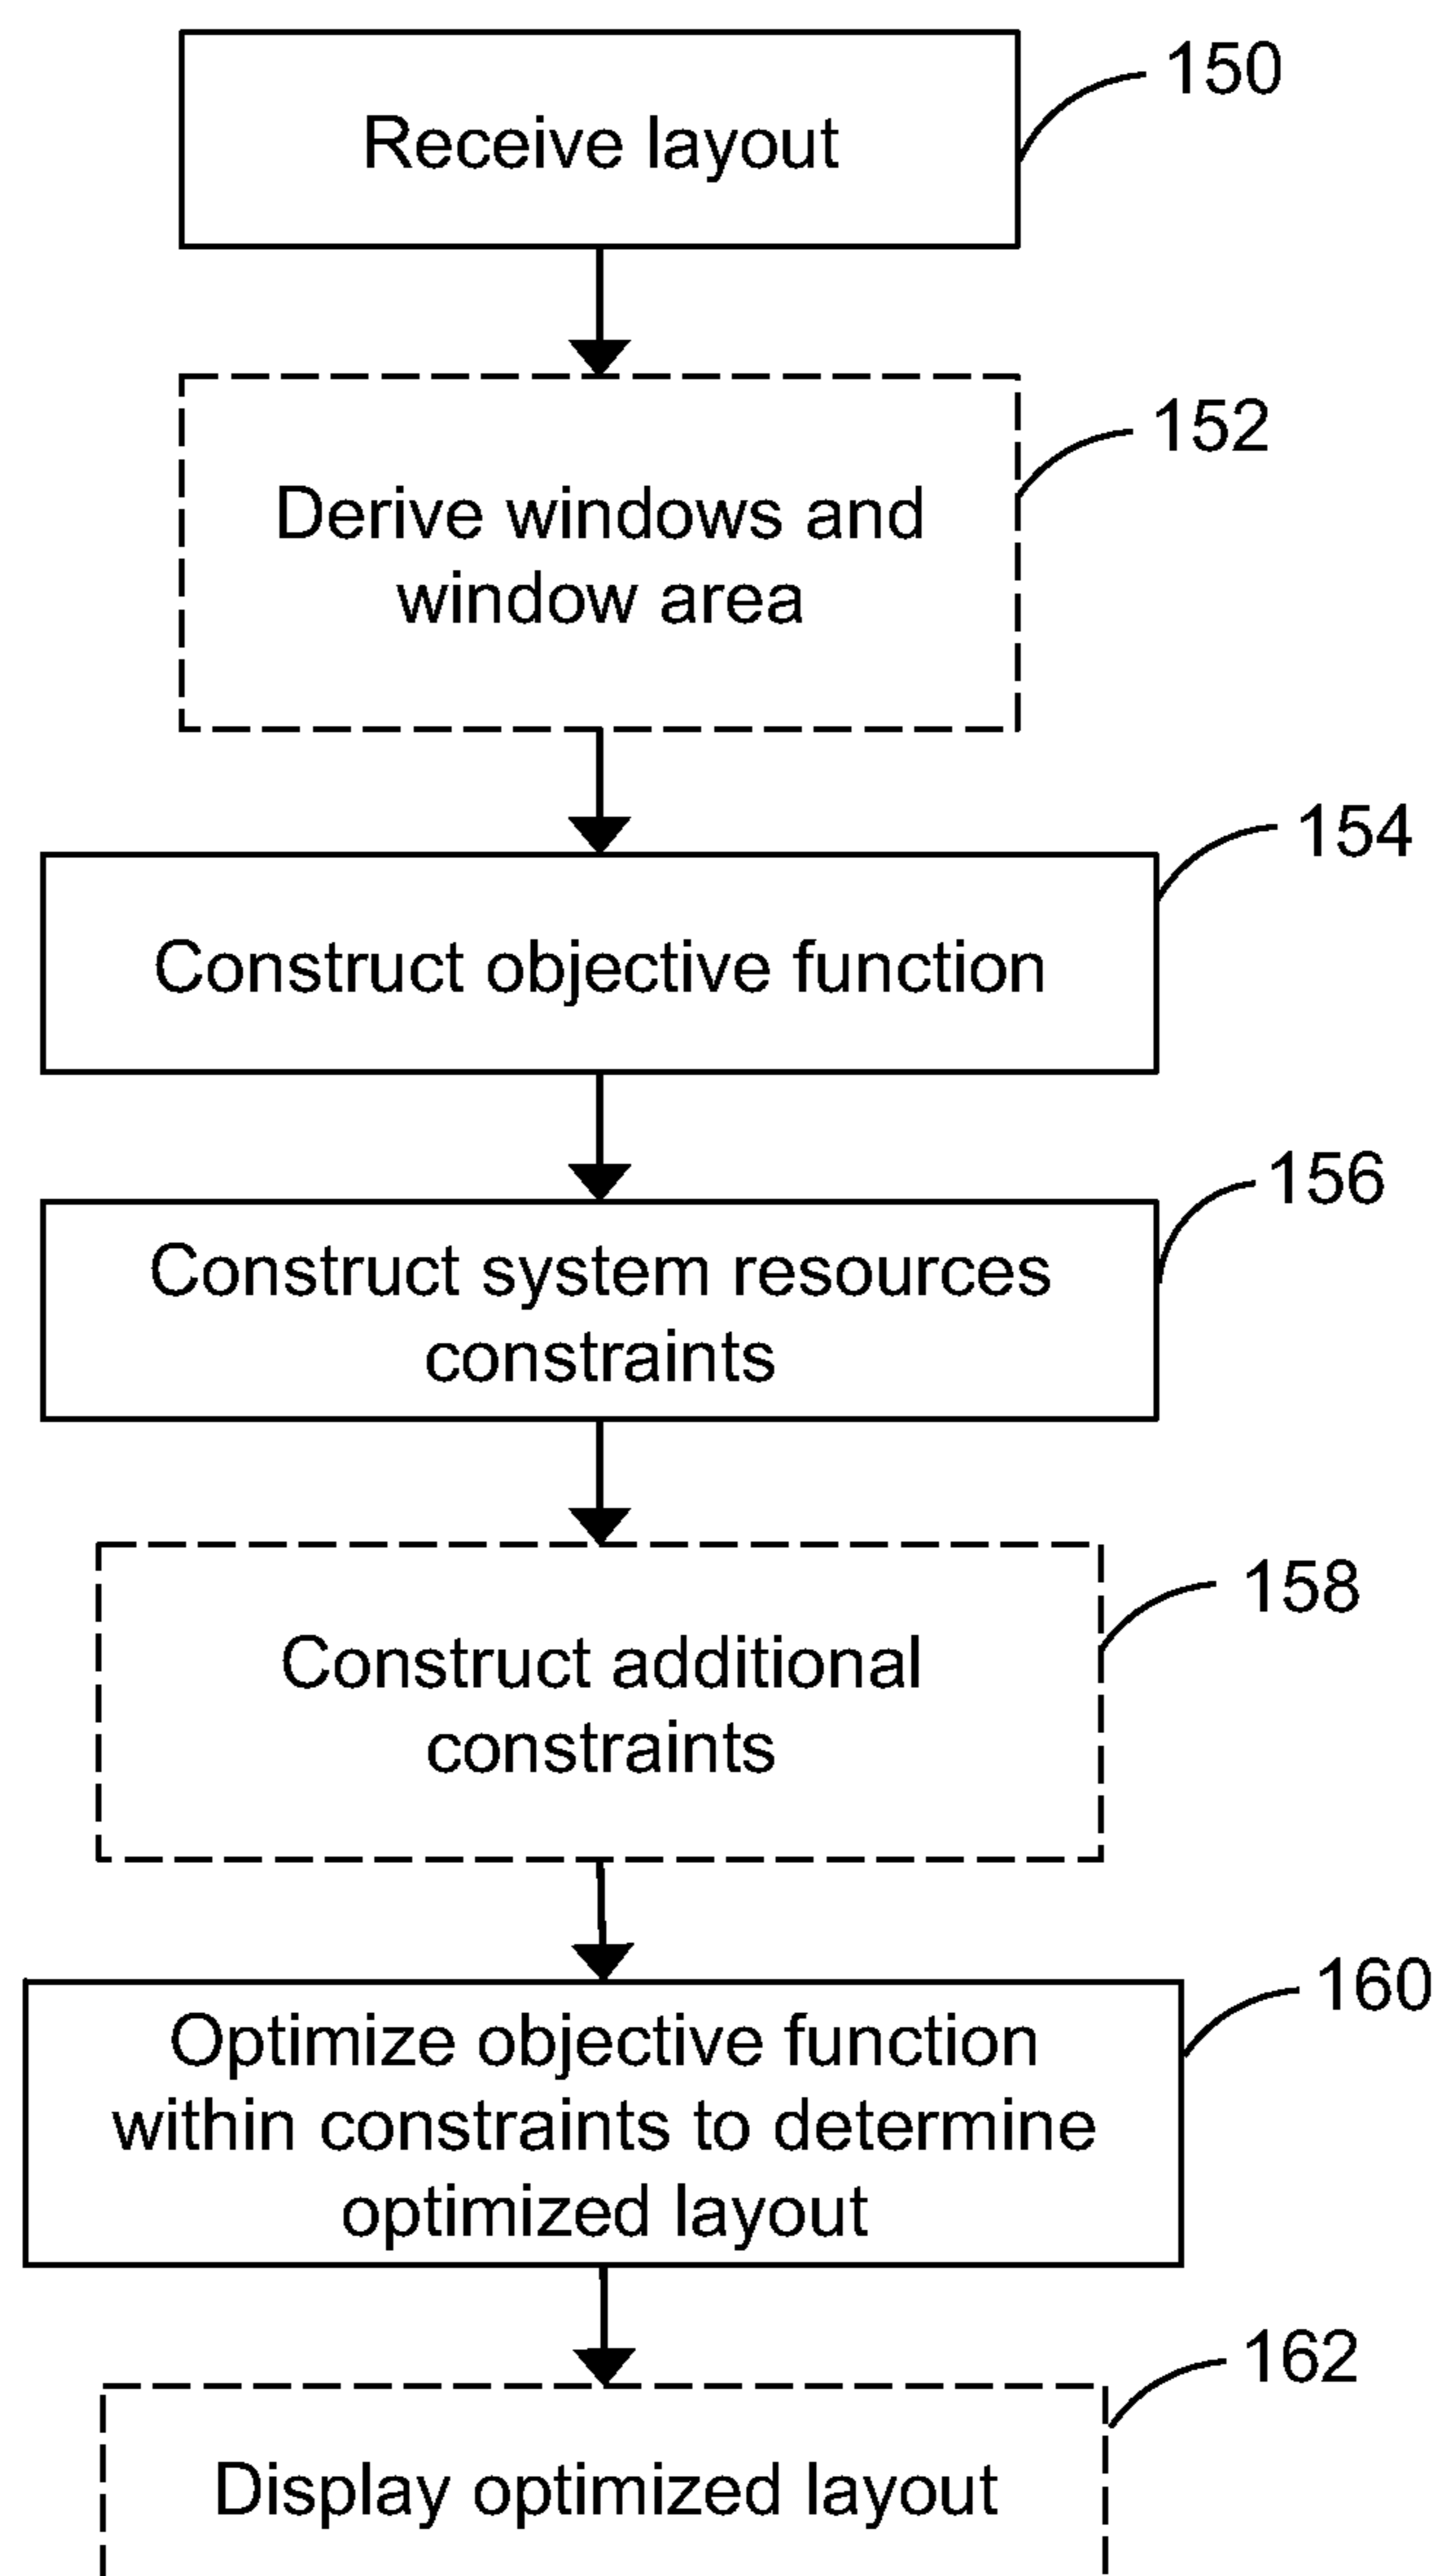 150
Receive layout
152
Derive windows and
window area
154
Construct objective function
156
Construct system resources
constraints
158
Construct additional
constraints
160
Optimize objective function
within constraints to determine
optimized layout
162
Display optimized layout